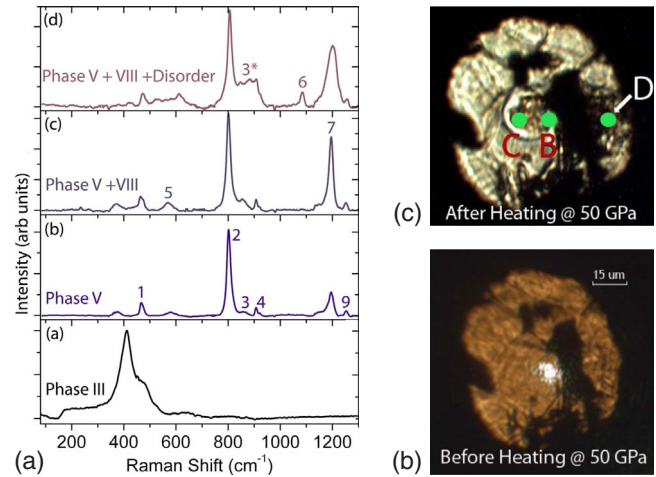 (d)
Phase V + VIII +Disorder
3*
6
(c)
Phase V +VIII
5
7
(b)
Phase V
1
2
3
4
9
(a)
Phase III
Intensity (arb units)
200 400 600 800 1000 1200
Raman Shift (cm⁻¹)
(a)
D
C
B
After Heating @ 50 GPa
(c)
15 um
Before Heating @ 50 GPa
(b)